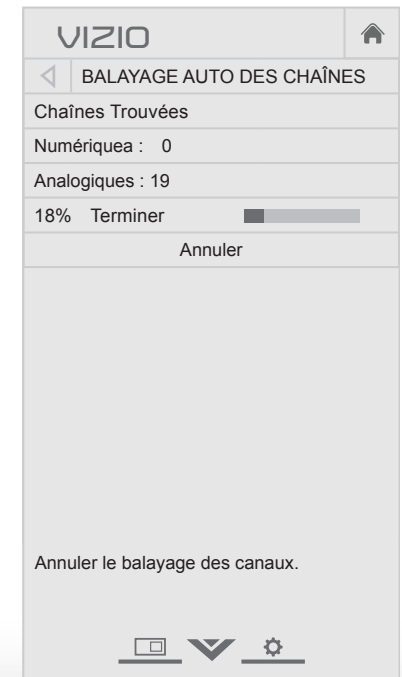 VIZIO
BALAYAGE AUTO DES CHAÎNES
Chaînes Trouvées
Numériquea : 0
Analogiques : 19
18% Terminer
Annuler
Annuler le balayage des canaux.